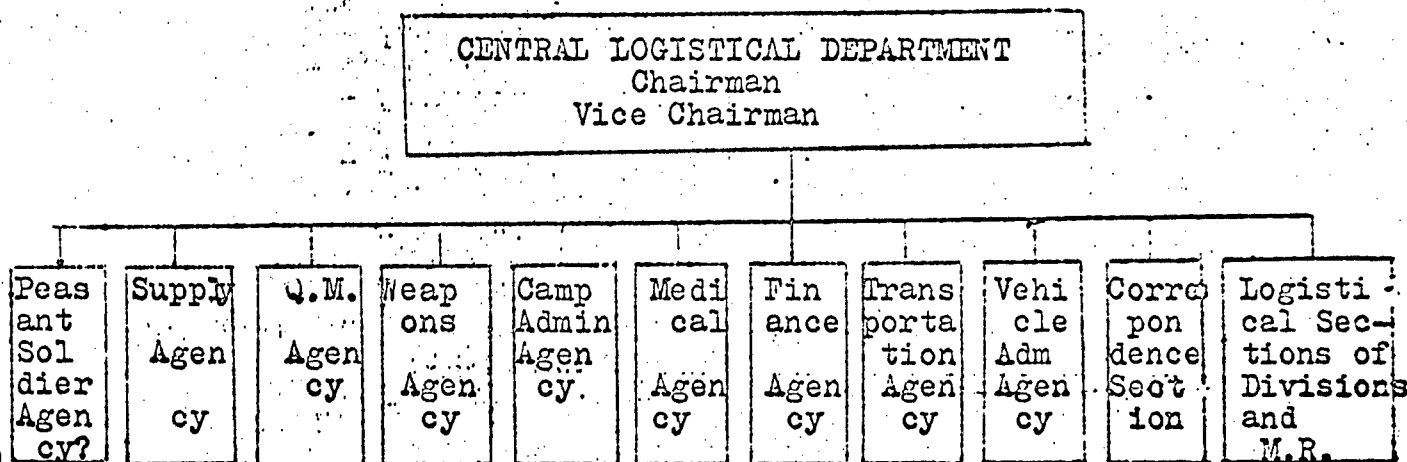 CENTRAL LOGISTICAL DEPARTMENT
Chairman
Vice Chairman
Peas
ant
Sol
dier
Agen
cy?
Supply
Agen
cy
Q.M.
Agen
cy
Weap
ons
Agen
cy
Camp
Admin
Agen
cy.
Medi
cal
Agen
cy
Fin
ance
Agen
cy
Trans
porta
tion
Agen
cy
Vehi
cle
Adm
Agen
cy
Corres
pon
dence
Sect
ion
Logisti
cal Sec-
tions of
Divisions
and
M.R.